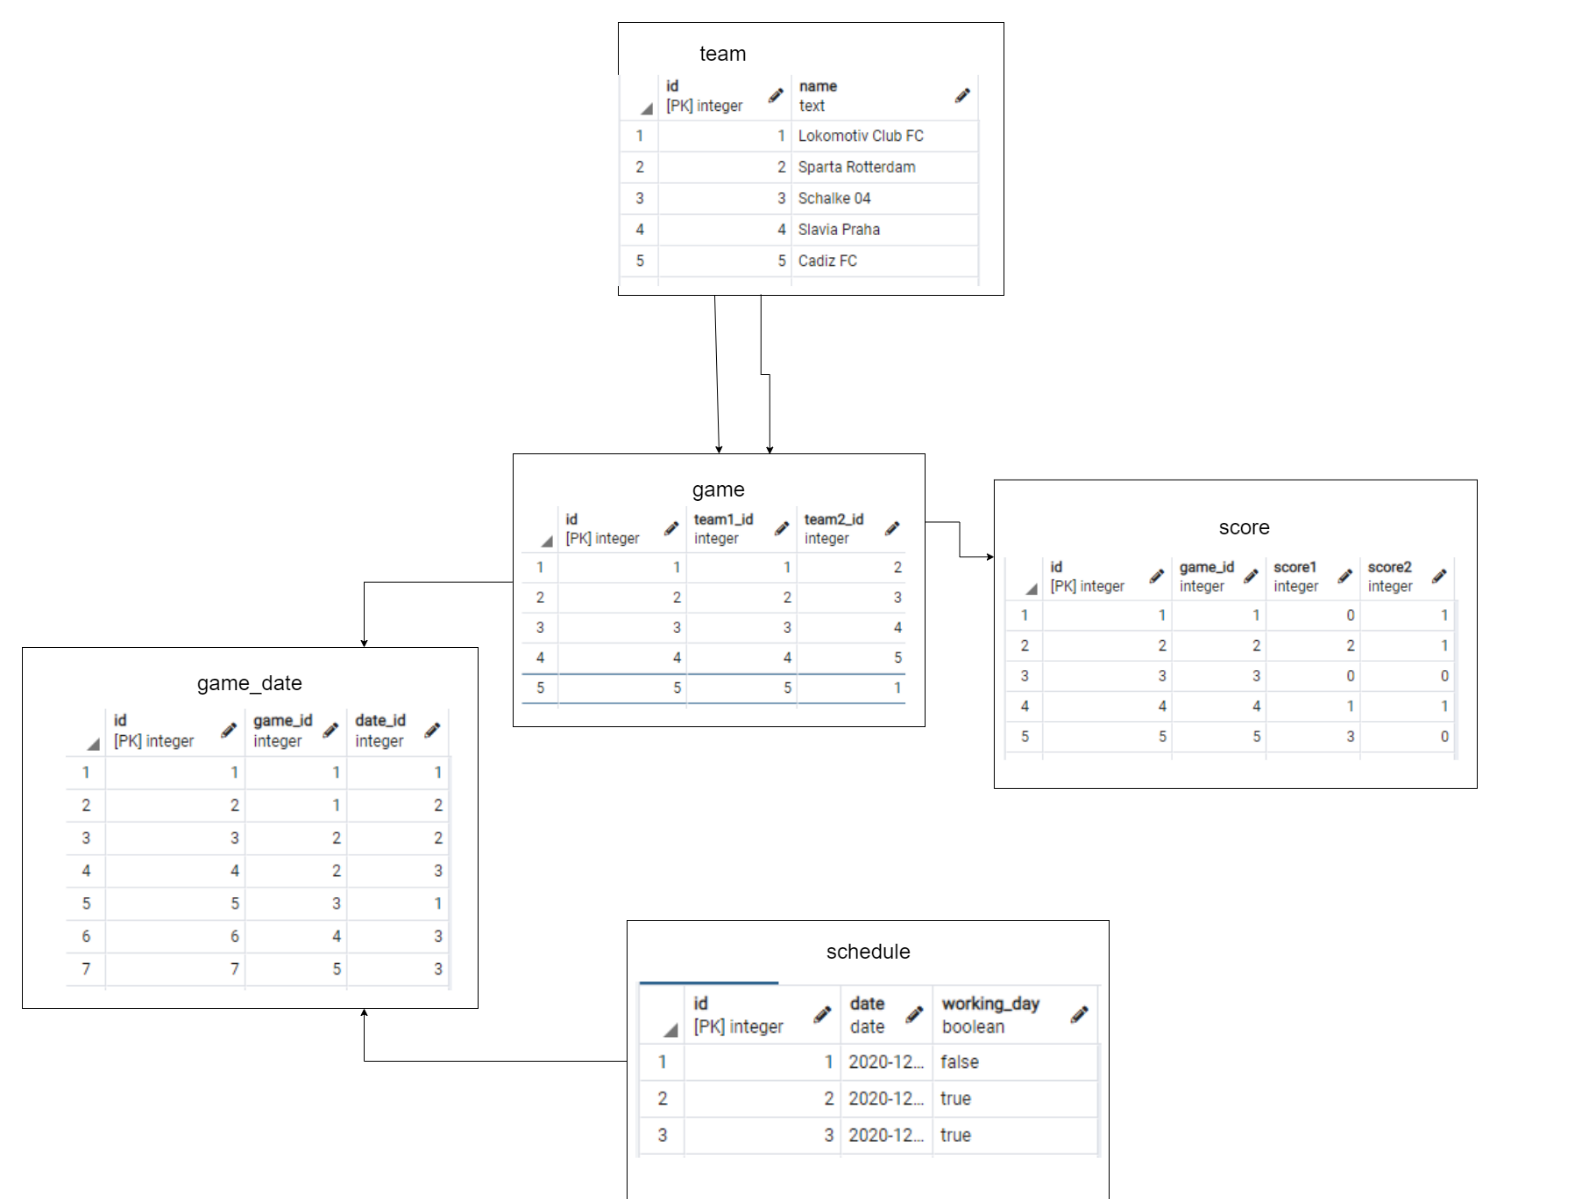 team
id name
[PK] integer text
1 1 Lokomotiv Club FC
2 2 Sparta Rotterdam
3 3 Schalke 04
4 4 Slavia Praha
5 5 Cadiz FC
game
id team1_id team2_id
[PK] integer integer integer
1 1 1 2
2 2 2 3
3 3 3 4
4 4 4 5
5 5 5 1
score
id game_id score1 score2
[PK] integer integer integer integer
1 1 1 0 1
2 2 2 2 1
3 3 3 0 0
4 4 4 1 1
5 5 5 3 0
game_date
id game_id date_id
[PK] integer integer integer
1 1 1 1
2 2 1 2
3 3 2 2
4 4 2 3
5 5 3 1
6 6 4 3
7 7 5 3
schedule
id date working_day
[PK] integer date boolean
1 1 2020-12... false
2 2 2020-12... true
3 3 2020-12... true